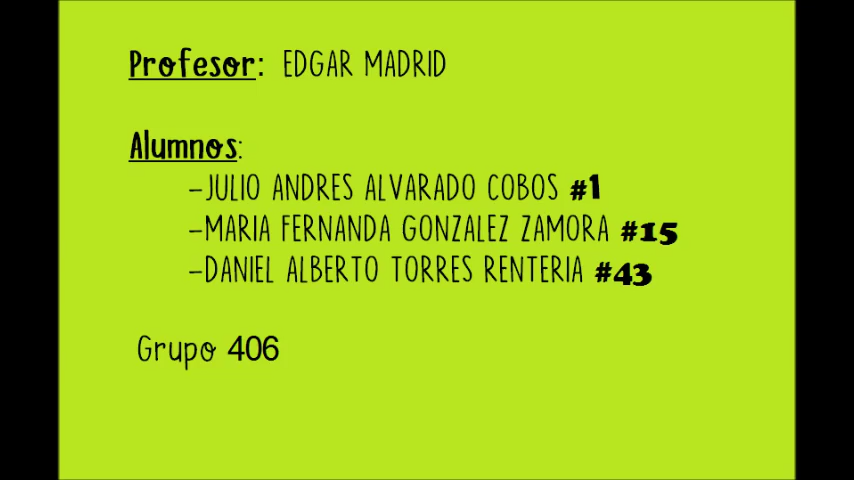 Profesor: EDGAR MADRID
Alumnos:
-JULIO ANDRES ALVARADO COBOS #1
-MARIA FERNANDA GONZALEZ ZAMORA #15
-DANIEL ALBERTO TORRES RENTERIA #43
Grupo 406